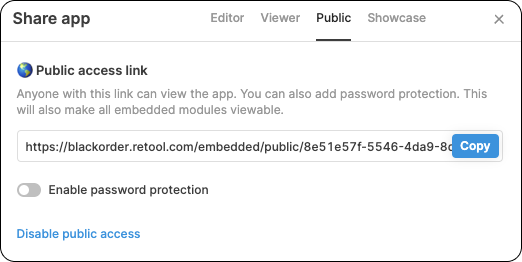 Share app
Editor Viewer Public Showcase
Public access link
Anyone with this link can view the app. You can also add password protection. This
will also make all embedded modules viewable.
https://blackorder.retool.com/embedded/public/8e51e57f-5546-4da9-8 Copy
Enable password protection
Disable public access